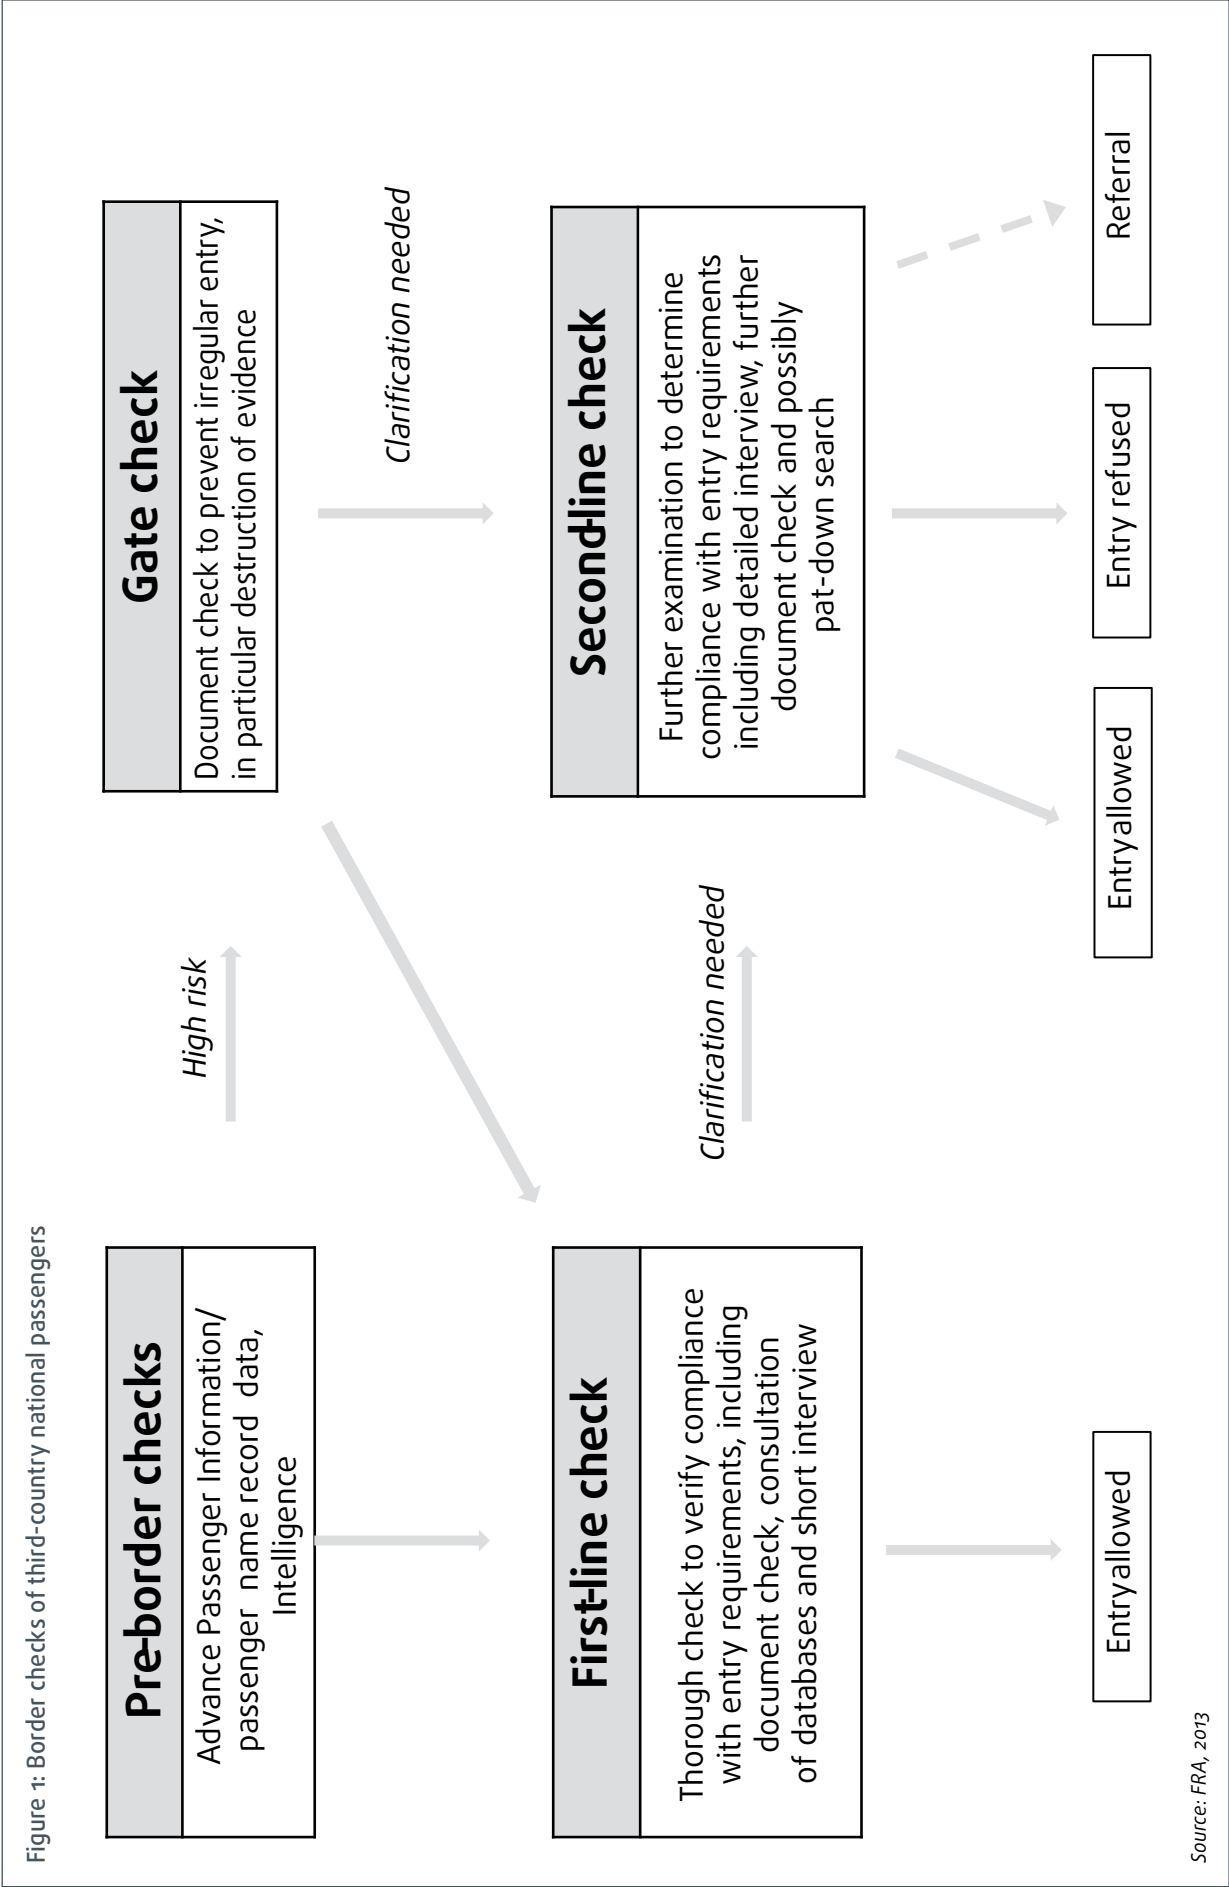 Figure 1: Border checks of third-country national passengers
Pre-border checks
Advance Passenger Information/
passenger name record data,
Intelligence
High risk
Gate check
Document check to prevent irregular entry,
in particular destruction of evidence
Clarification needed
First-line check
Thorough check to verify compliance
with entry requirements, including
document check, consultation
of databases and short interview
Clarification needed
Second-line check
Further examination to determine
compliance with entry requirements
including detailed interview, further
document check and possibly
pat-down search
Entry allowed
Entry allowed
Entry refused
Referral
Source: FRA, 2013